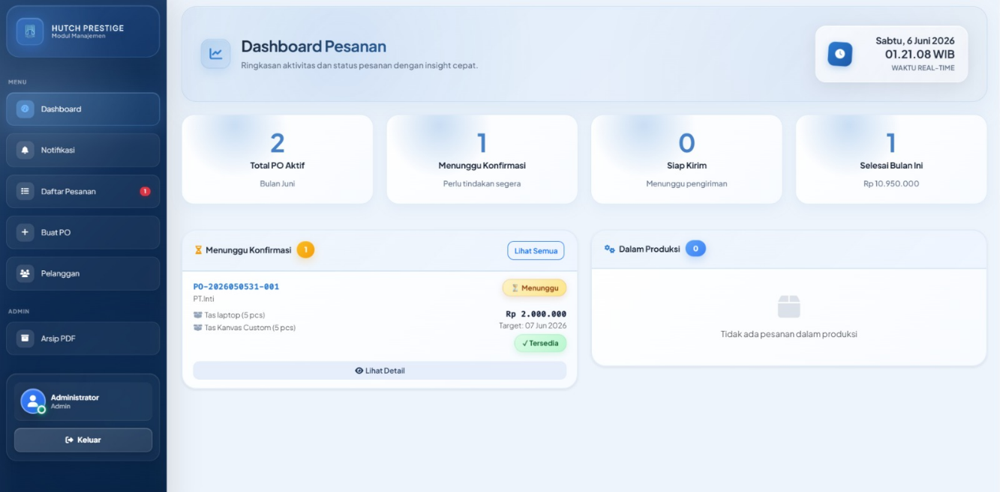 HUTCH PRESTIGE
Modul Manajemen
MENU
Dashboard
Notifikasi
Daftar Pesanan 1
Buat PO
Pelanggan
ADMIN
Arsip PDF
Administrator
Admin
Keluar
Dashboard Pesanan
Ringkasan aktivitas dan status pesanan dengan insight cepat.
Sabtu, 6 Juni 2026
01.21.08 WIB
WAKTU REAL-TIME
2
Total PO Aktif
Bulan Juni
1
Menunggu Konfirmasi
Perlu tindakan segera
0
Siap Kirim
Menunggu pengiriman
1
Selesai Bulan Ini
Rp 10.950.000
Menunggu Konfirmasi 1 Lihat Semua
PO-2026050531-001 Menunggu
PT.Inti
Tas laptop (5 pcs) Rp 2.000.000
Tas Kanvas Custom (5 pcs) Target: 07 Jun 2026
✓ Tersedia
Lihat Detail
Dalam Produksi 0
Tidak ada pesanan dalam produksi